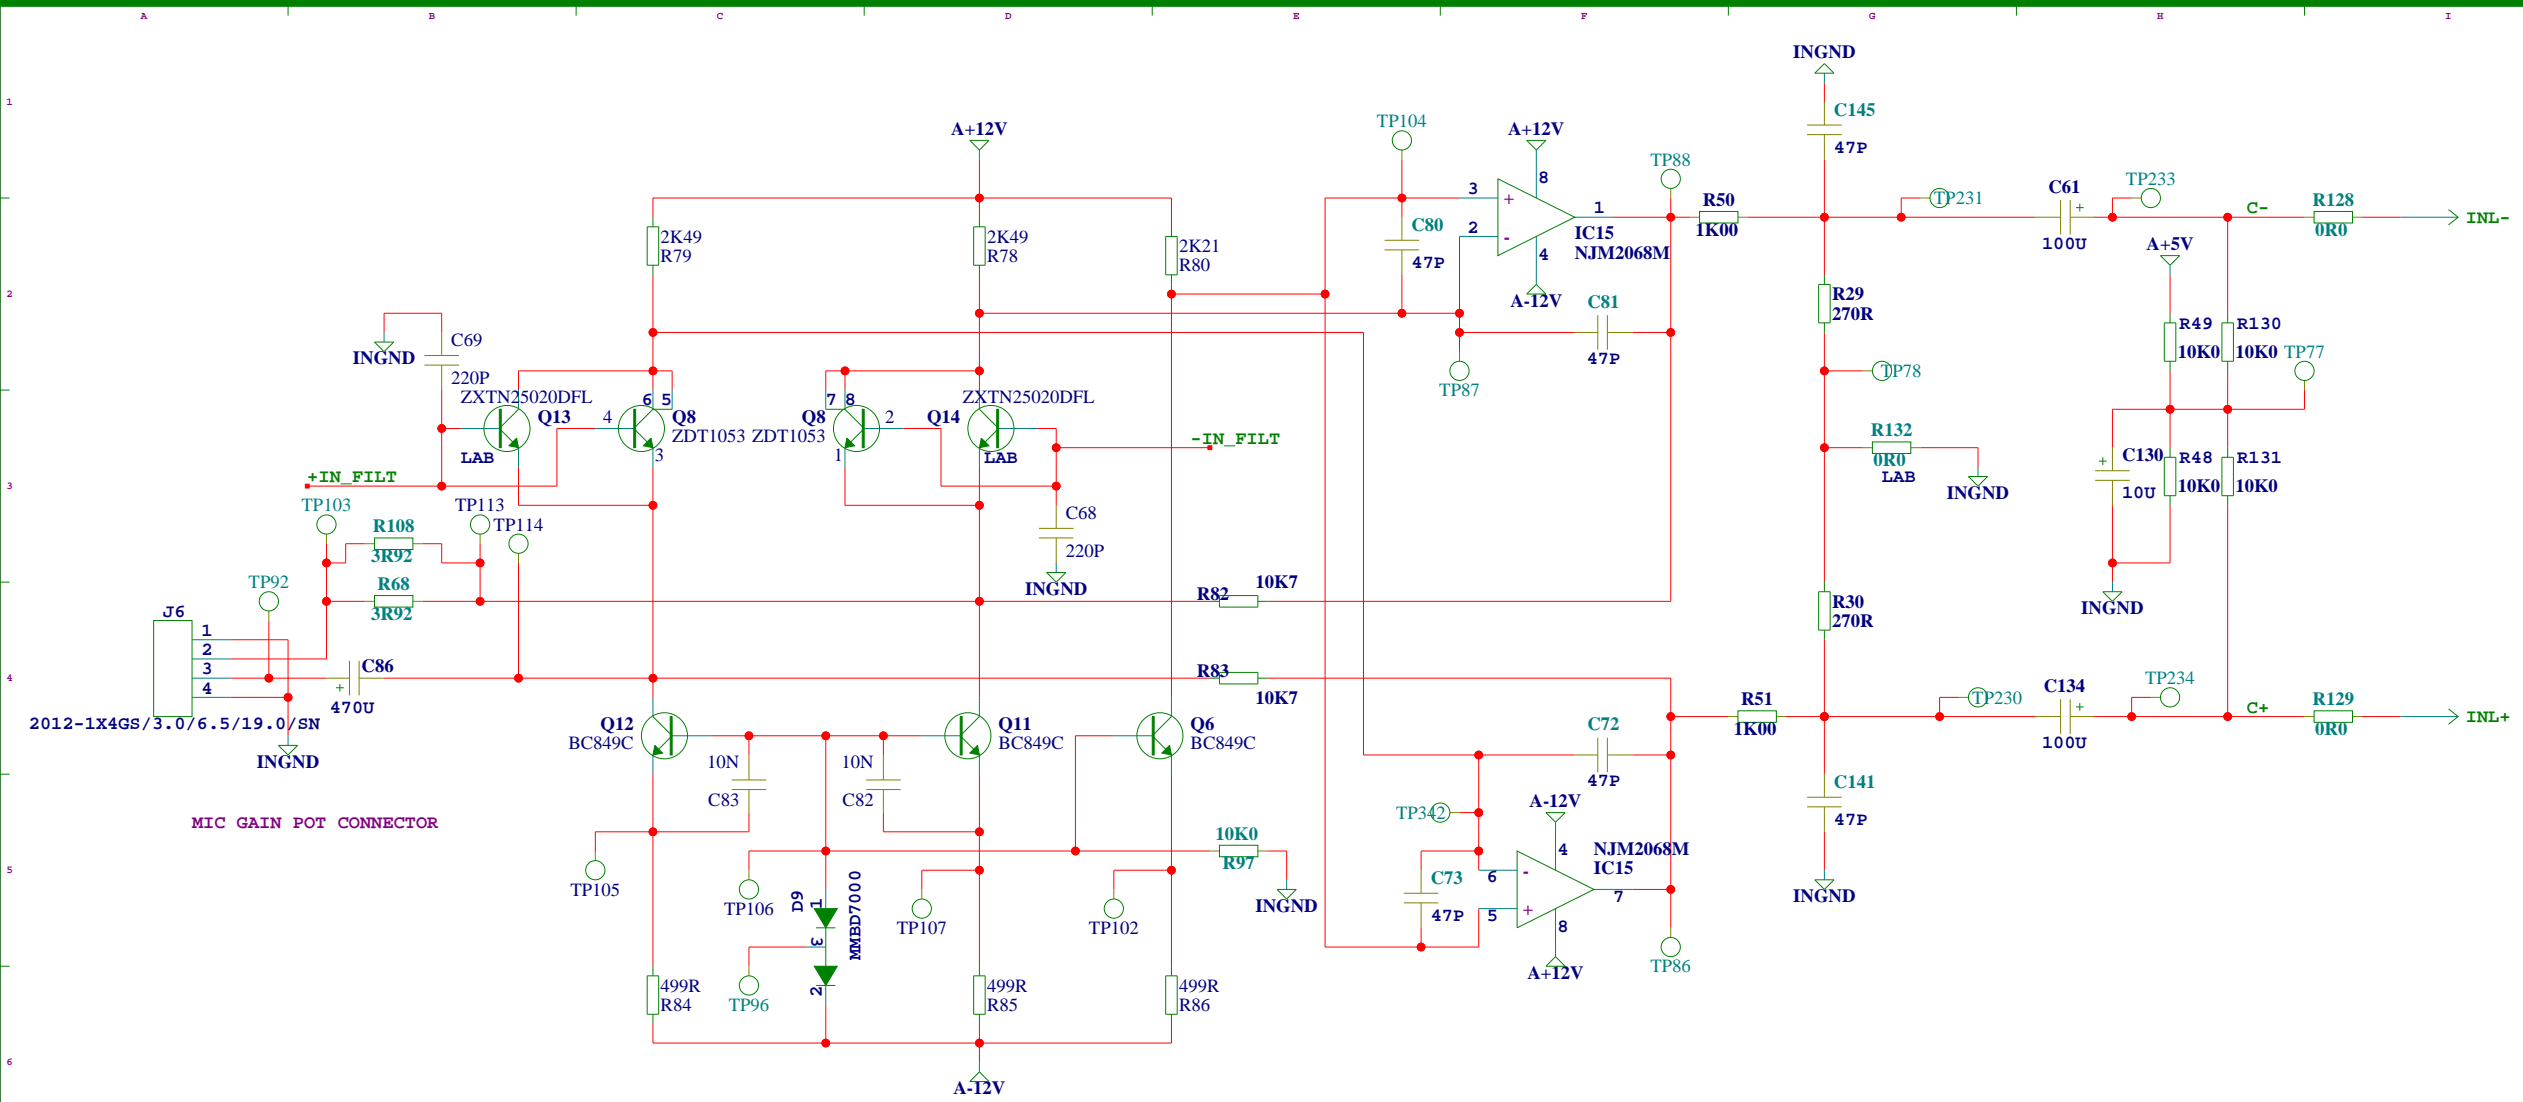 A B C D E F G H I
1
2
3
4
5
6
INGND
C145
47P
A+12V
TP104
A+12V
TP88
8
3
+
1
R50
1K00
TP231
C61
+
100U
TP233
C-
R128
0R0
INL-
2K49
R79
2K49
R78
2K21
R80
C80
47P
2
-
4
IC15
NJM2068M
A-12V
A+5V
C81
47P
TP87
R29
270R
R49
10K0
R130
10K0
TP77
INGND
C69
220P
ZXTN25020DFL
Q13
LAB
4
6
5
Q8
ZDT1053
3
7
8
Q8
ZDT1053
1
2
Q14
ZXTN25020DFL
LAB
-IN_FILT
TP78
R132
0R0
LAB
INGND
+
C130
10U
R48
10K0
R131
10K0
+IN_FILT
TP103
R108
3R92
TP113
TP114
C68
220P
INGND
INGND
TP92
R68
3R92
R82
10K7
R30
270R
J6
1
2
3
4
2012-1X4GS/3.0/6.5/19.0/SN
INGND
C86
+
470U
R83
10K7
R51
1K00
TP230
C134
+
100U
TP234
C+
R129
0R0
INL+
Q12
BC849C
Q11
BC849C
Q6
BC849C
C72
47P
10N
C83
10N
C82
C141
47P
INGND
MIC GAIN POT CONNECTOR
TP342
A-12V
4
NJM2068M
IC15
6
-
5
+
7
8
A+12V
C73
47P
TP86
10K0
R97
INGND
TP105
TP106
D9
1
3
2
MMBD7000
TP107
TP102
TP96
499R
R84
499R
R85
499R
R86
A-12V